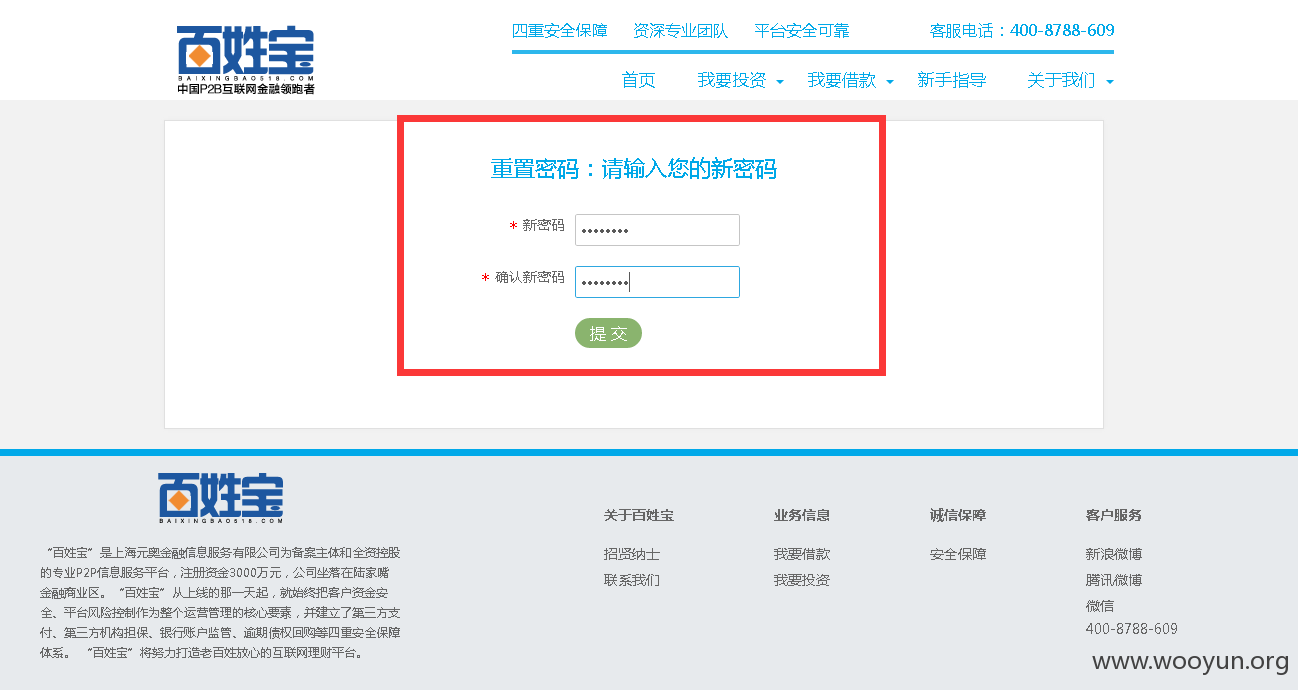 百姓宝
BAIXINGBAO518.COM
中国P2B互联网金融领跑者
四重安全保障 资深专业团队 平台安全可靠 客服电话：400-8788-609
首页 我要投资 我要借款 新手指导 关于我们
重置密码：请输入您的新密码
* 新密码 ••••••••
* 确认新密码 ••••••••
提 交
百姓宝
BAIXINGBAO518.COM
“百姓宝”是上海元奥金融信息服务有限公司为备案主体和全资控股
的专业P2P信息服务平台，注册资金3000万元，公司坐落在陆家嘴
金融商业区。“百姓宝”从上线的那一天起，就始终把客户资金安
全、平台风险控制作为整个运营管理的核心要素，并建立了第三方支
付、第三方机构担保、银行账户监管、逾期债权回购等四重安全保障
体系。 “百姓宝”将努力打造老百姓放心的互联网理财平台。
关于百姓宝
招贤纳士
联系我们
业务信息
我要借款
我要投资
诚信保障
安全保障
客户服务
新浪微博
腾讯微博
微信
400-8788-609
www.wooyun.org